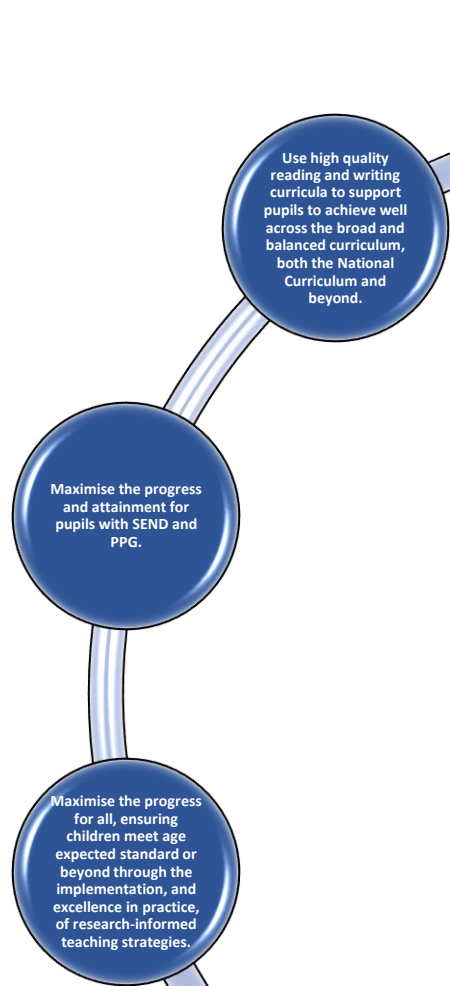 Use high quality
reading and writing
curricula to support
pupils to achieve well
across the broad and
balanced curriculum,
both the National
Curriculum and
beyond.
Maximise the progress
and attainment for
pupils with SEND and
PPG.
Maximise the progress
for all, ensuring
children meet age
expected standard or
beyond through the
implementation, and
excellence in practice,
of research-informed
teaching strategies.